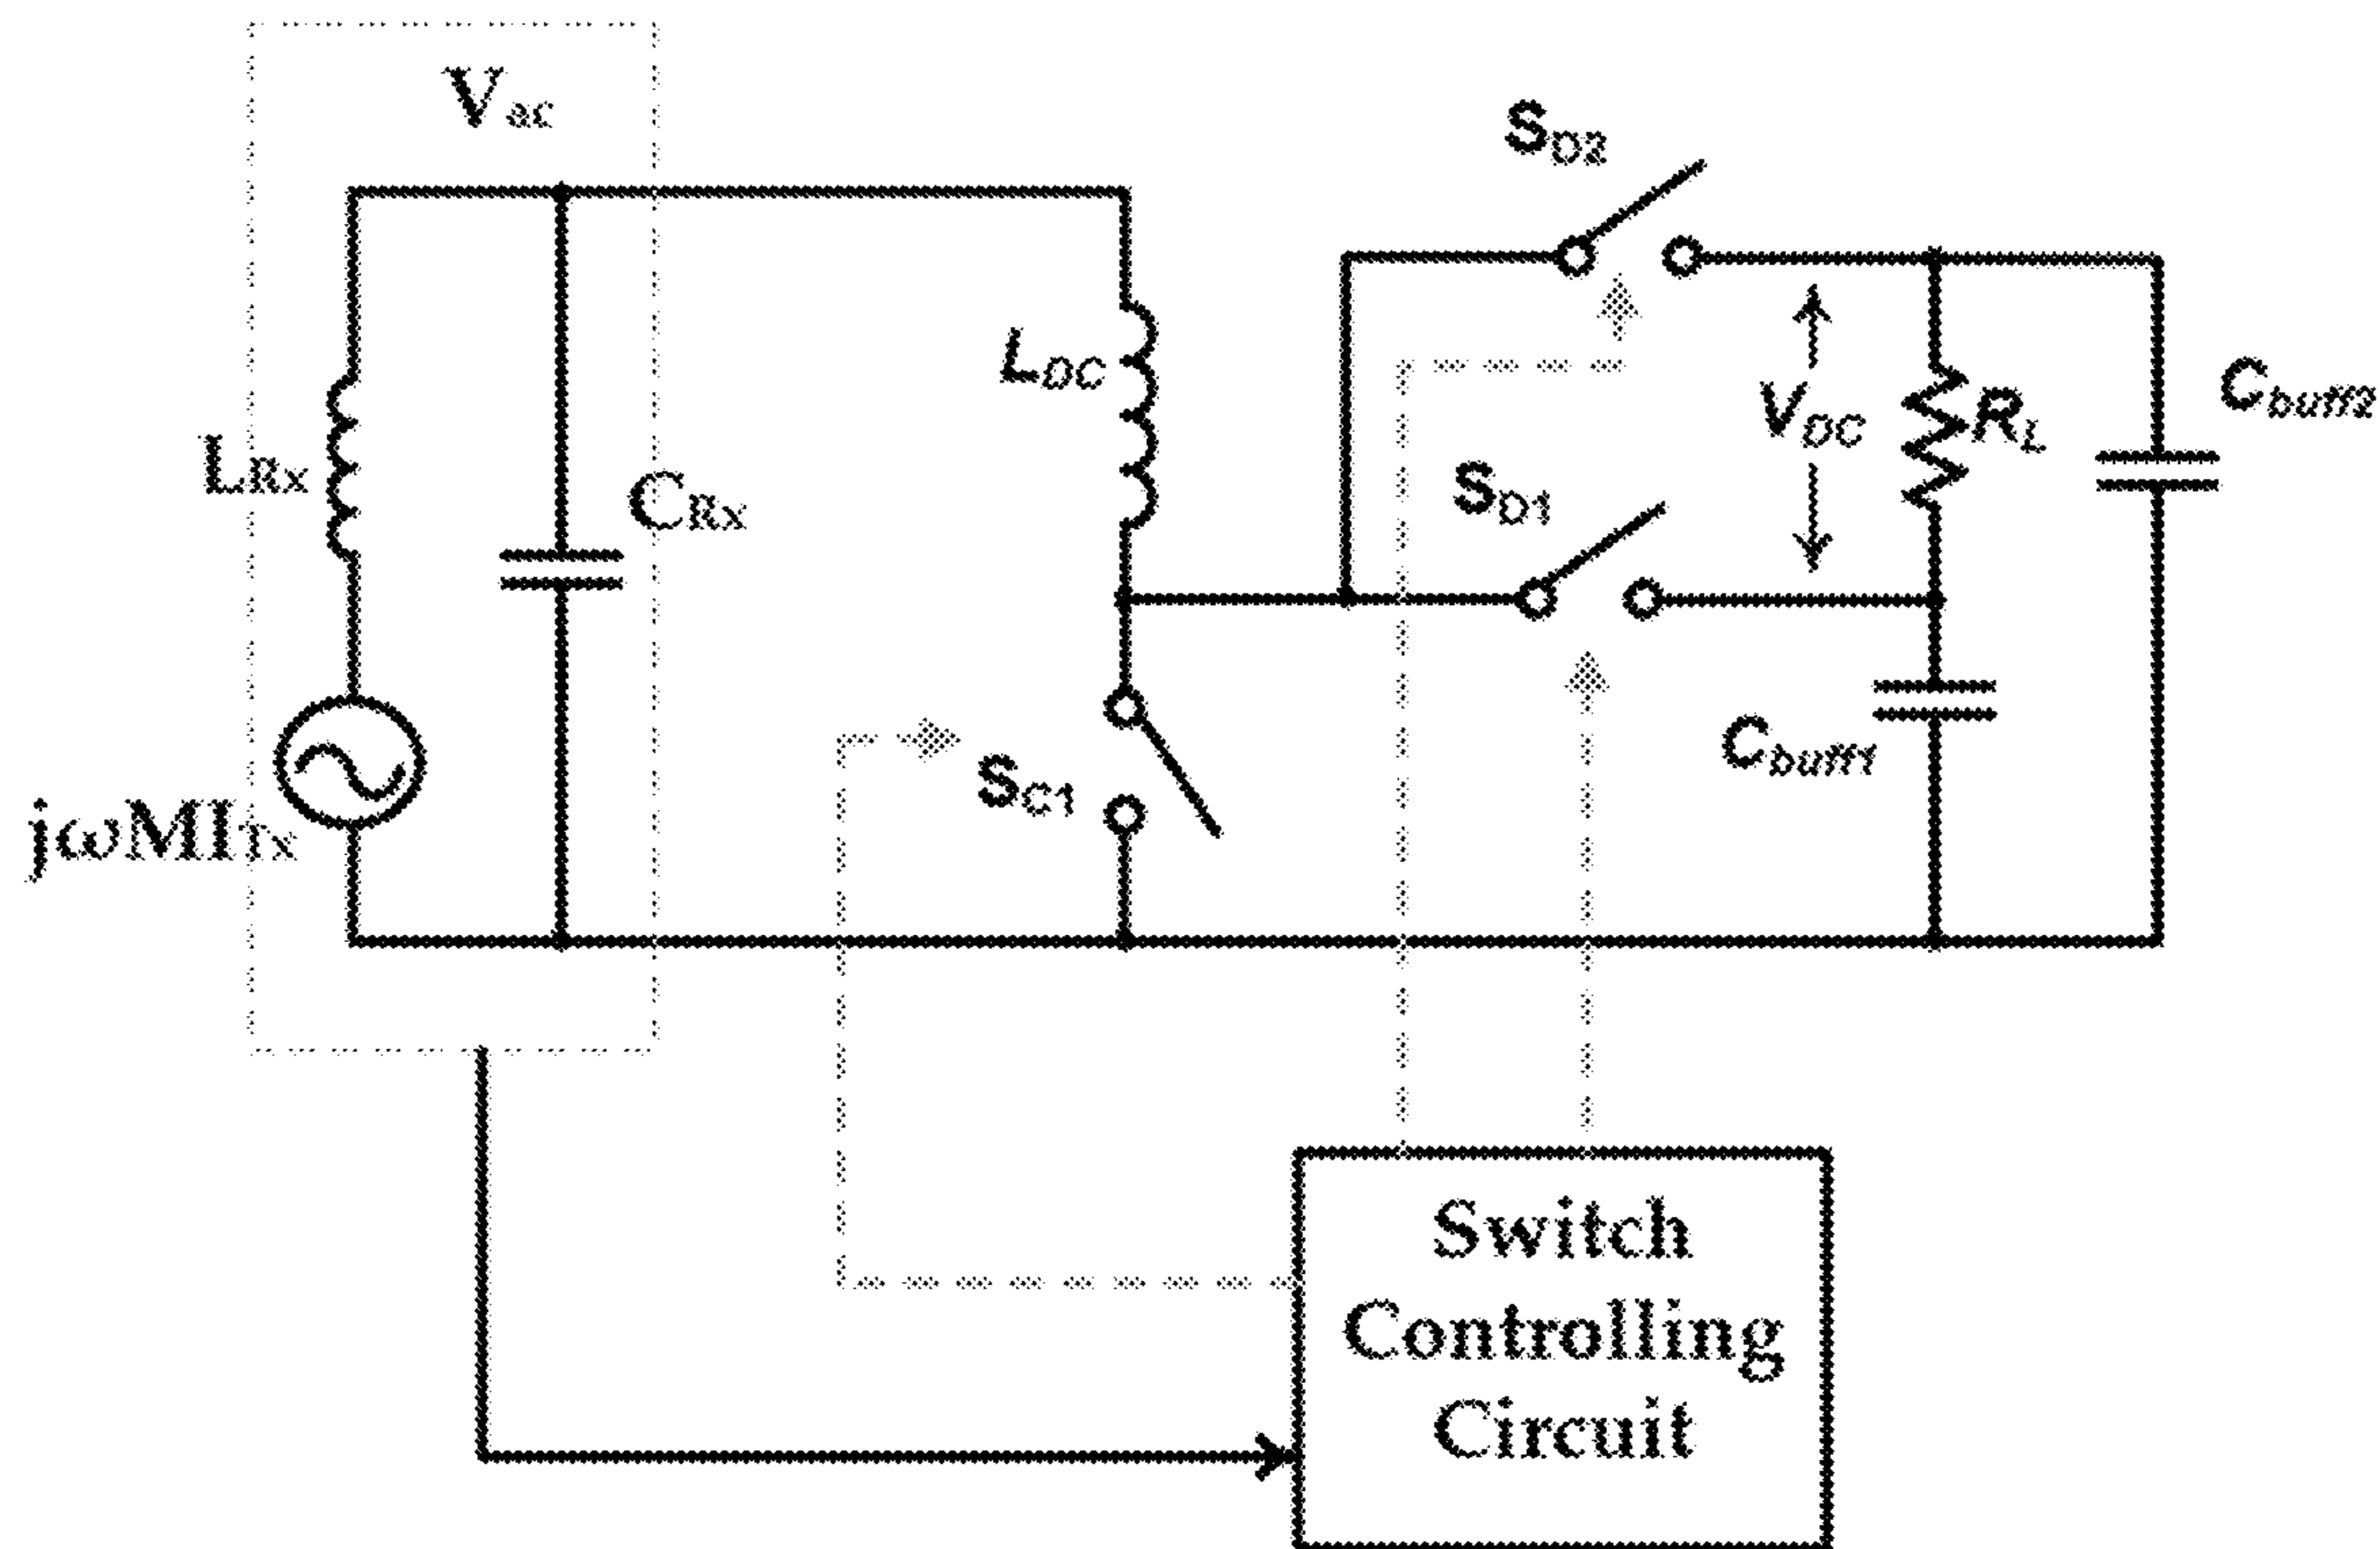 Vac
SD2
LDC
Cbuff2
VDC
RL
LRx
CRx
SD1
Cbuff1
SC1
jωMITx
Switch
Controlling
Circuit